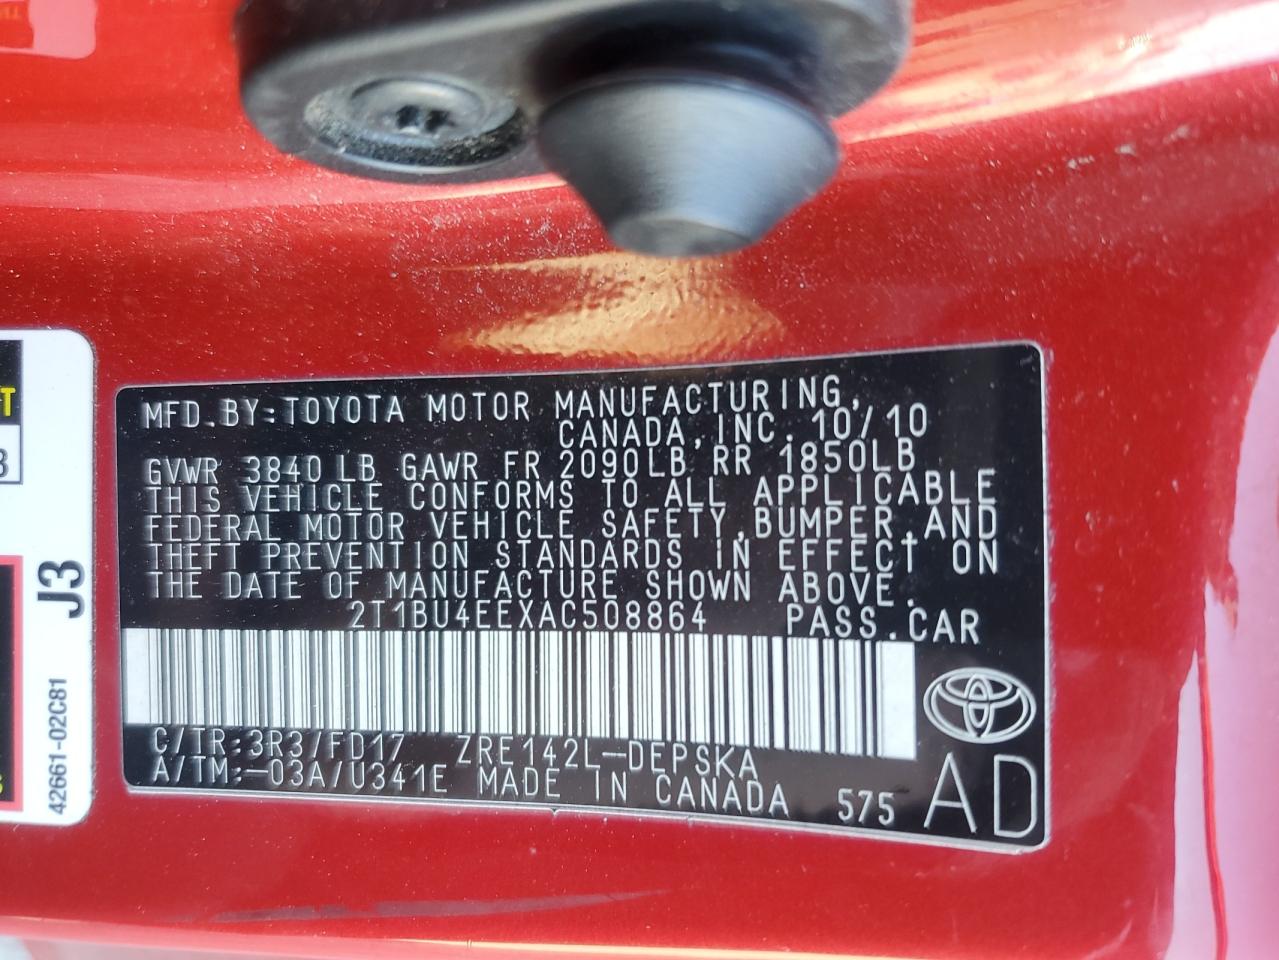 MFD. BY: TOYOTA MOTOR MANUFACTURING,
CANADA, INC. 10/10
GVWR 3840 LB GAWR FR 2090LB RR 1850LB
THIS VEHICLE CONFORMS TO ALL APPLICABLE
FEDERAL MOTOR VEHICLE SAFETY, BUMPER, AND
THEFT PREVENTION STANDARDS IN EFFECT ON
THE DATE OF MANUFACTURE SHOWN ABOVE.
2T1BU4EEXAC508864 PASS. CAR
C/TR: 3R3/FD17 ZRE142L-DEPSKA
A/TM: -03A/U341E MADE IN CANADA 575
AD
J3
42661-02C81